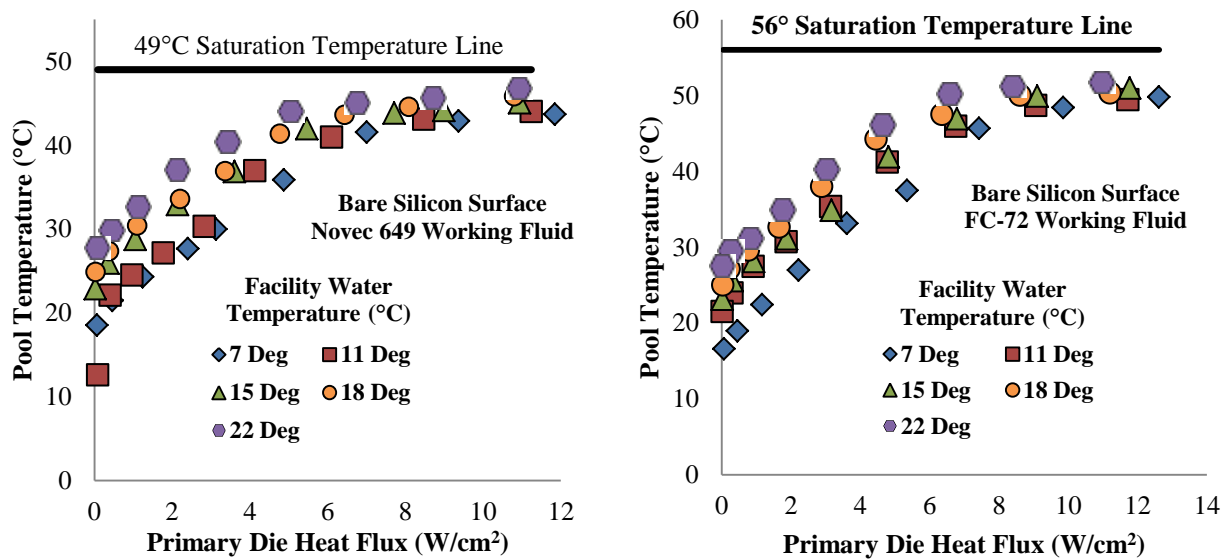 49°C Saturation Temperature Line
Pool Temperature (°C)
50
40
30
20
10
0
Bare Silicon Surface
Novec 649 Working Fluid
Facility Water
Temperature (°C)
7 Deg
11 Deg
15 Deg
18 Deg
22 Deg
0 2 4 6 8 10 12
Primary Die Heat Flux (W/cm²)
56° Saturation Temperature Line
Pool Temperature (°C)
60
50
40
30
20
10
0
Bare Silicon Surface
FC-72 Working Fluid
Facility Water
Temperature (°C)
7 Deg
11 Deg
15 Deg
18 Deg
22 Deg
0 2 4 6 8 10 12 14
Primary Die Heat Flux (W/cm²)